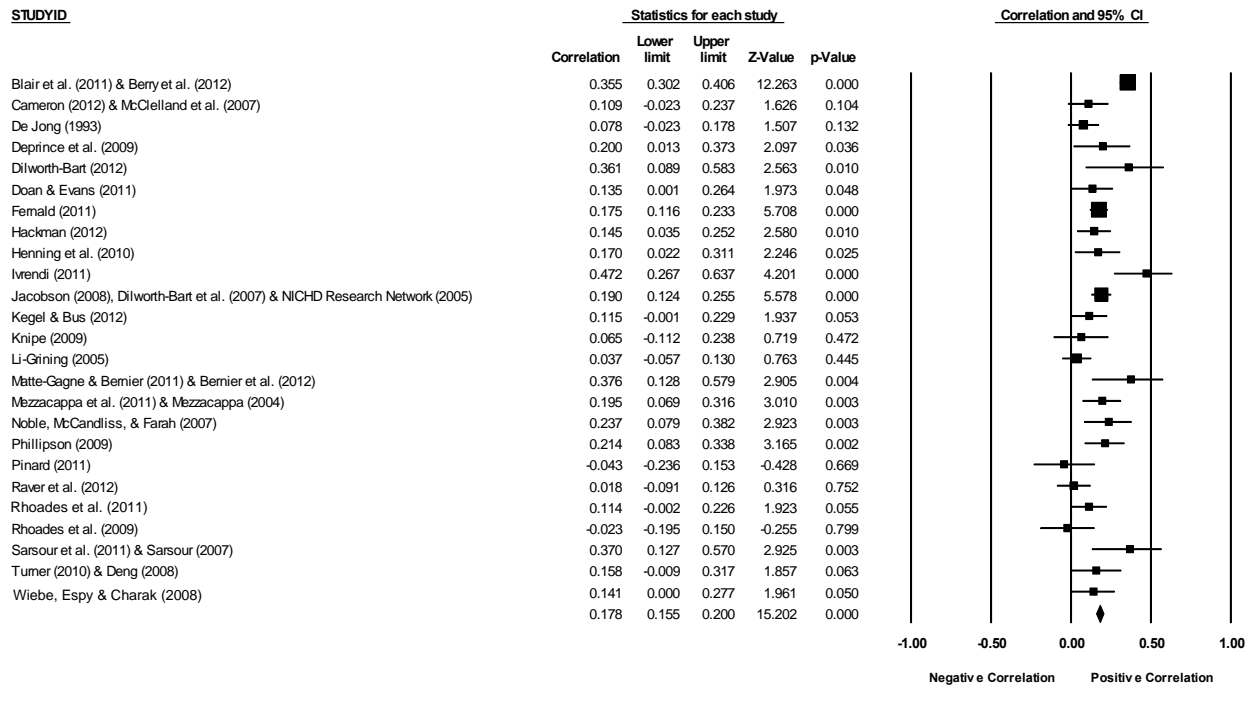 STUDYID Statistics for each study Correlation and 95% CI
Lower Upper
Correlation limit limit Z-Value p-Value
Blair et al. (2011) & Berry et al. (2012) 0.355 0.302 0.406 12.263 0.000
Cameron (2012) & McClelland et al. (2007) 0.109 -0.023 0.237 1.626 0.104
De Jong (1993) 0.078 -0.023 0.178 1.507 0.132
Deprince et al. (2009) 0.200 0.013 0.373 2.097 0.036
Dilworth-Bart (2012) 0.361 0.089 0.583 2.563 0.010
Doan & Evans (2011) 0.135 0.001 0.264 1.973 0.048
Fernald (2011) 0.175 0.116 0.233 5.708 0.000
Hackman (2012) 0.145 0.035 0.252 2.580 0.010
Henning et al. (2010) 0.170 0.022 0.311 2.246 0.025
Ivrendi (2011) 0.472 0.267 0.637 4.201 0.000
Jacobson (2008), Dilworth-Bart et al. (2007) & NICHD Research Network (2005) 0.190 0.124 0.255 5.578 0.000
Kegel & Bus (2012) 0.115 -0.001 0.229 1.937 0.053
Knipe (2009) 0.065 -0.112 0.238 0.719 0.472
Li-Grining (2005) 0.037 -0.057 0.130 0.763 0.445
Matte-Gagne & Bernier (2011) & Bernier et al. (2012) 0.376 0.128 0.579 2.905 0.004
Mezzacappa et al. (2011) & Mezzacappa (2004) 0.195 0.069 0.316 3.010 0.003
Noble, McCandliss, & Farah (2007) 0.237 0.079 0.382 2.923 0.003
Phillipson (2009) 0.214 0.083 0.338 3.165 0.002
Pinard (2011) -0.043 -0.236 0.153 -0.428 0.669
Raver et al. (2012) 0.018 -0.091 0.126 0.316 0.752
Rhoades et al. (2011) 0.114 -0.002 0.226 1.923 0.055
Rhoades et al. (2009) -0.023 -0.195 0.150 -0.255 0.799
Sarsour et al. (2011) & Sarsour (2007) 0.370 0.127 0.570 2.925 0.003
Turner (2010) & Deng (2008) 0.158 -0.009 0.317 1.857 0.063
Wiebe, Espy & Charak (2008) 0.141 0.000 0.277 1.961 0.050
0.178 0.155 0.200 15.202 0.000
-1.00 -0.50 0.00 0.50 1.00
Negative Correlation Positive Correlation